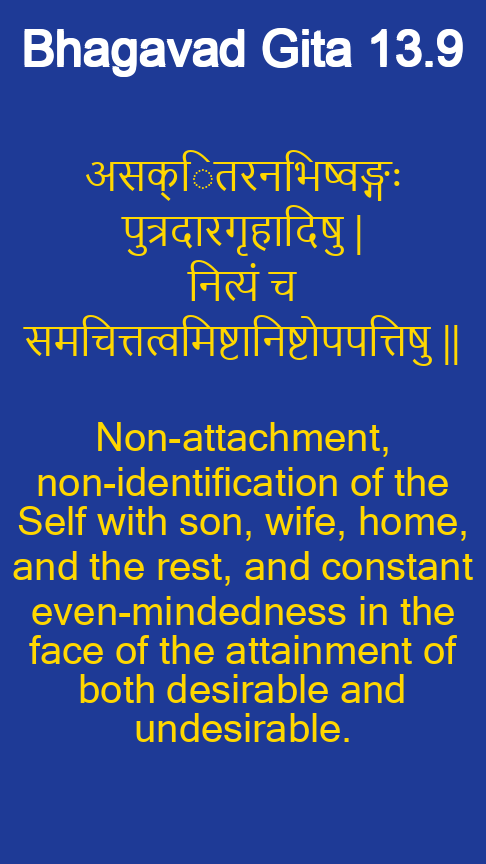 Bhagavad Gita 13.9
असक्ितरनभिष्वङ्गः
पुत्रदारगृहादिषु |
नित्यं च
समचित्तत्वमिष्टानिष्टोपपत्तिषु ||
Non-attachment,
non-identification of the
Self with son, wife, home,
and the rest, and constant
even-mindedness in the
face of the attainment of
both desirable and
undesirable.